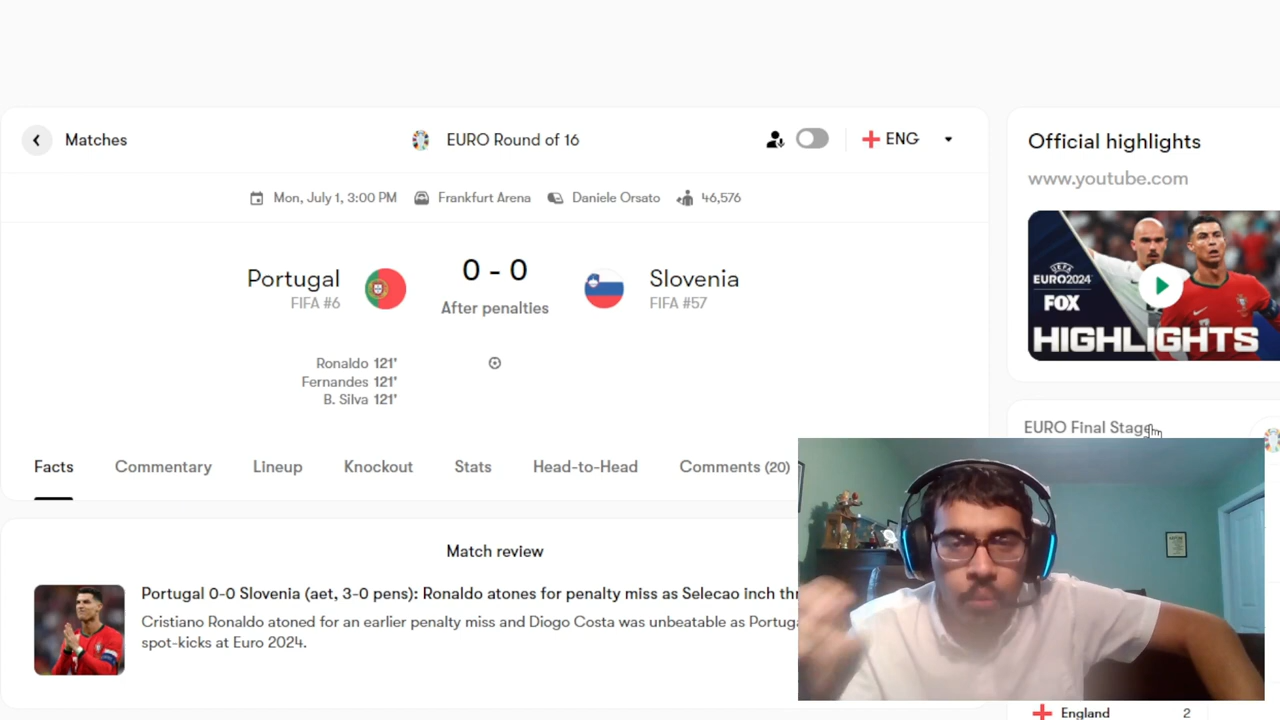 Matches
EURO Round of 16
ENG
Mon, July 1, 3:00 PM
Frankfurt Arena
Daniele Orsato
46,576
Portugal
FIFA #6
0 - 0
After penalties
Slovenia
FIFA #57
Ronaldo 121'
Fernandes 121'
B. Silva 121'
Facts
Commentary
Lineup
Knockout
Stats
Head-to-Head
Comments (20)
Match review
Portugal 0-0 Slovenia (aet, 3-0 pens): Ronaldo atones for penalty miss as Selecao inch thr
Cristiano Ronaldo atoned for an earlier penalty miss and Diogo Costa was unbeatable as Portuga
spot-kicks at Euro 2024.
Official highlights
www.youtube.com
UEFA
EURO2024
FOX
HIGHLIGHTS
EURO Final Stage
England 2